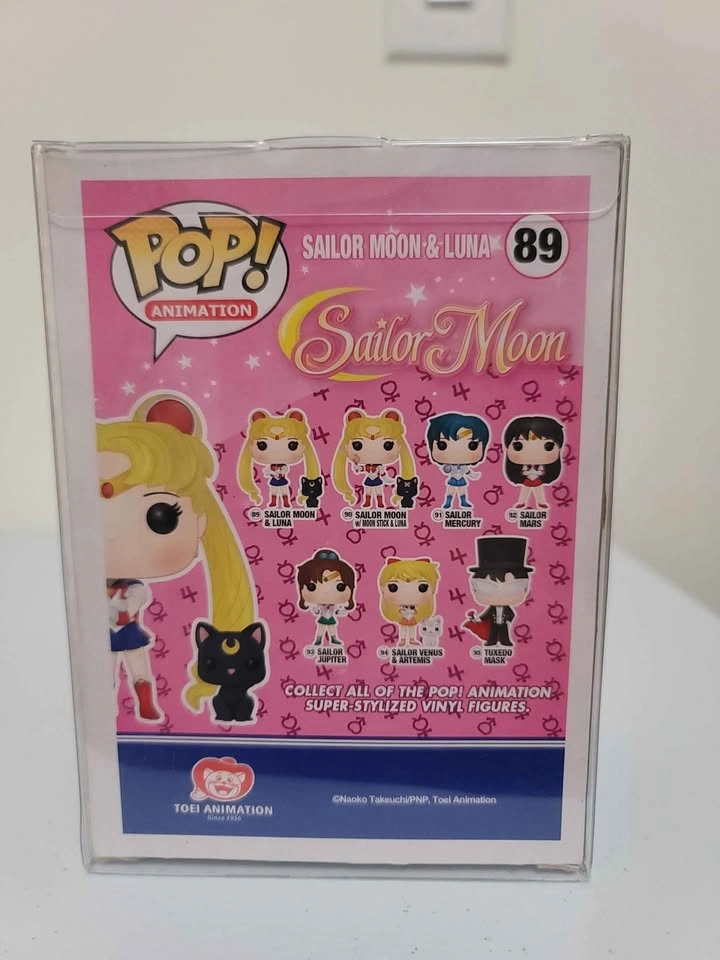 POP!
ANIMATION
SAILOR MOON & LUNA
89
Sailor Moon
89 SAILOR MOON
& LUNA
90 SAILOR MOON
W/ MOON STICK & LUNA
91 SAILOR
MERCURY
92 SAILOR
MARS
93 SAILOR
JUPITER
94 SAILOR VENUS
& ARTEMIS
95 TUXEDO
MASK
COLLECT ALL OF THE POP! ANIMATION
SUPER-STYLIZED VINYL FIGURES.
TOEI ANIMATION
Since 1956
©Naoko Takeuchi/PNP, Toei Animation